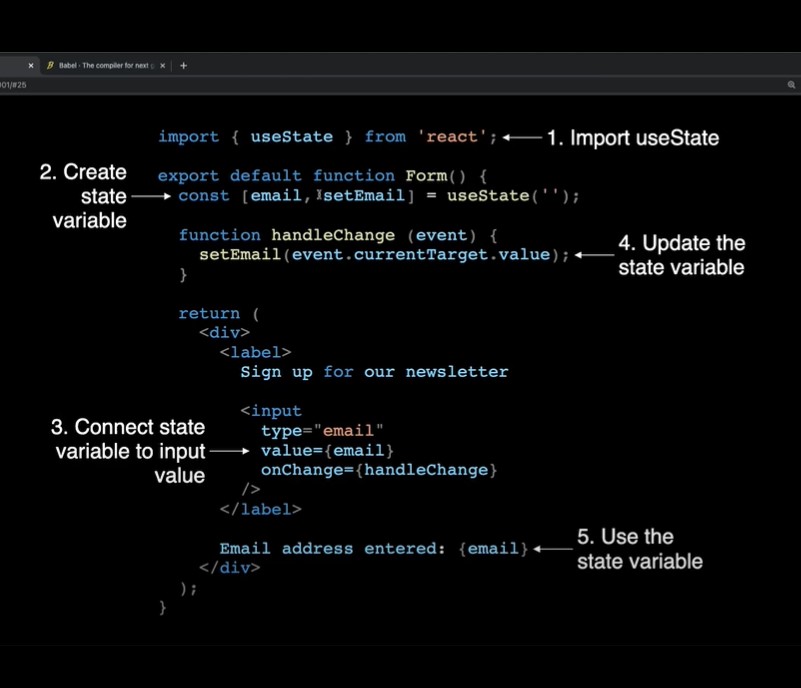 Babel · The compiler for next
001/#25
import { useState } from 'react';
1. Import useState
2. Create
state
variable
export default function Form() {
const [email, setEmail] = useState('');
function handleChange (event) {
setEmail(event.currentTarget.value);
}
4. Update the
state variable
return (
<div>
<label>
Sign up for our newsletter
<input
type="email"
value={email}
onChange={handleChange}
/>
</label>
3. Connect state
variable to input
value
Email address entered: {email}
5. Use the
state variable
</div>
);
}